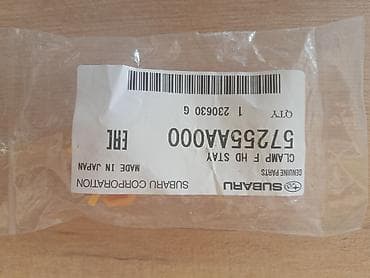 SUBARU SUBARU CORPORATION
GENUINE PARTS MADE IN JAPAN
CLAMP F HD STAY
57255AA000 EAC
QTY 1 230630 G